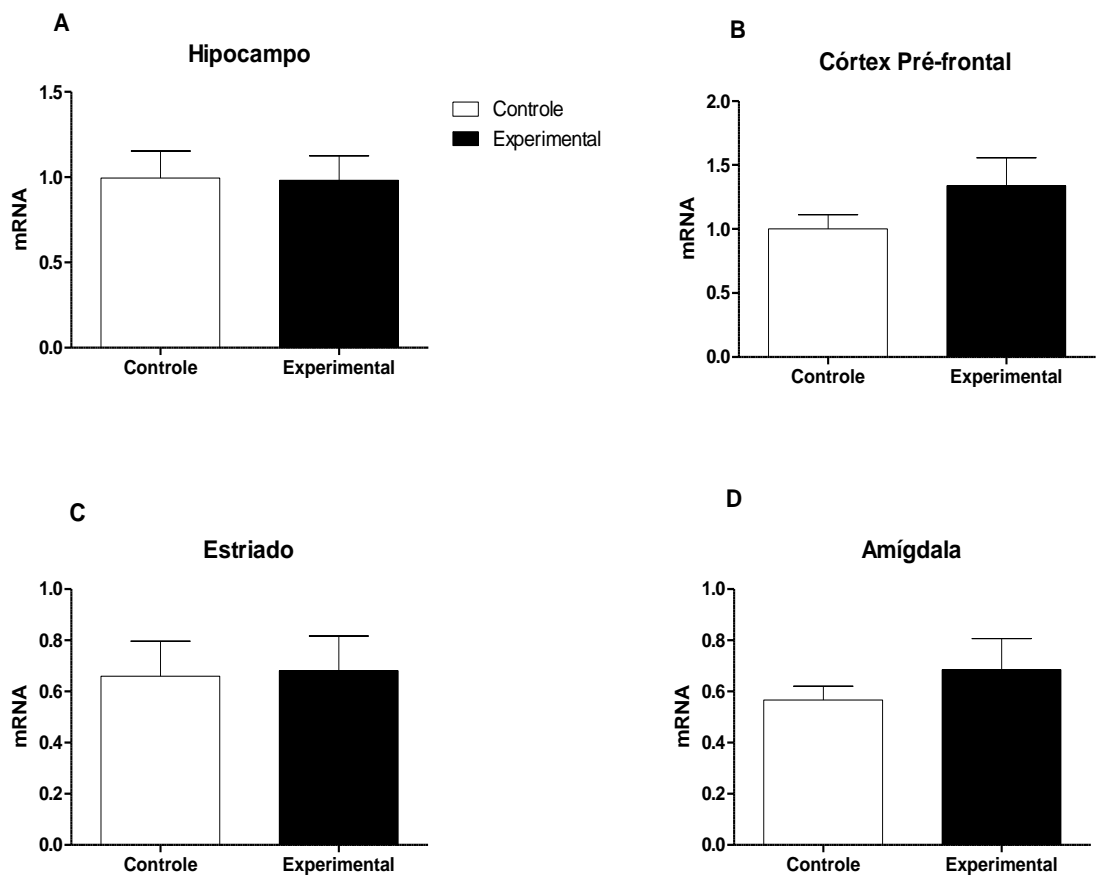 A
Hipocampo
mRNA
1.5
1.0
0.5
0.0
Controle Experimental
Controle
Experimental
B
Córtex Pré-frontal
mRNA
2.0
1.5
1.0
0.5
0.0
Controle Experimental
C
Estriado
mRNA
1.0
0.8
0.6
0.4
0.2
0.0
Controle Experimental
D
Amígdala
mRNA
1.0
0.8
0.6
0.4
0.2
0.0
Controle Experimental